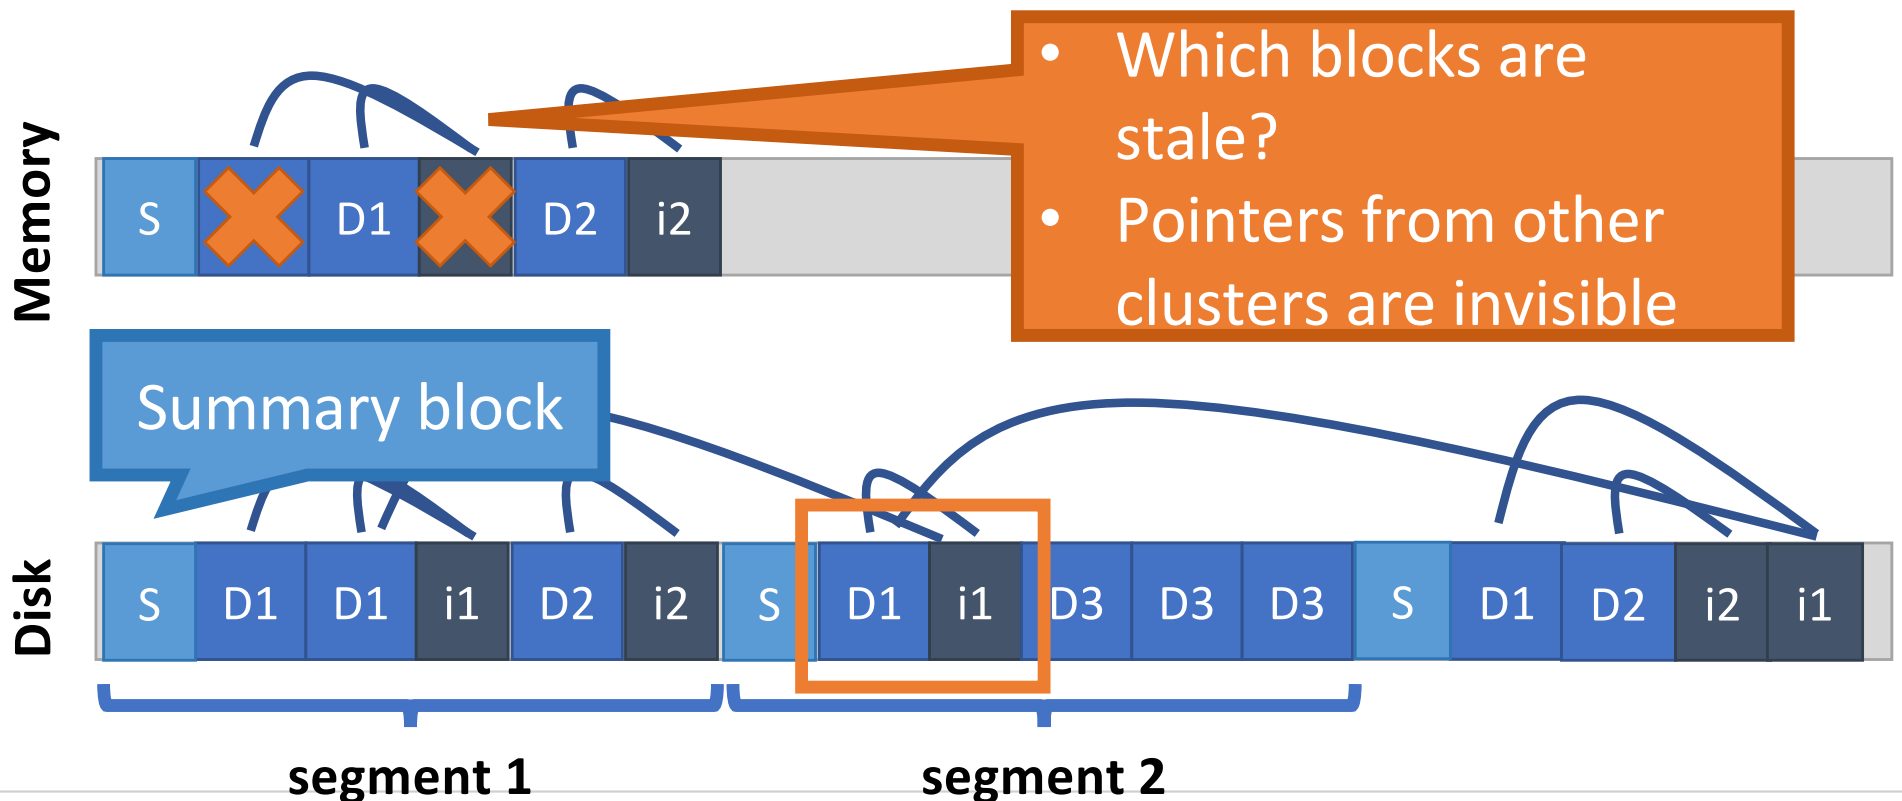 • Which blocks are
stale?
• Pointers from other
clusters are invisible
Memory
S D1 D2 i2
Summary block
Disk
S D1 D1 i1 D2 i2 S D1 i1 D3 D3 D3 S D1 D2 i2 i1
segment 1 segment 2